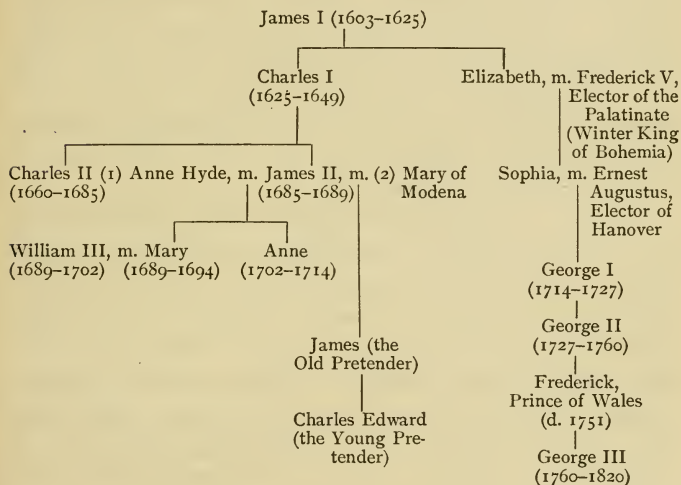 James I (1603–1625)
Charles I
(1625–1649)
Elizabeth, m. Frederick V,
Elector of the
Palatinate
(Winter King
of Bohemia)
Charles II (1) Anne Hyde, m. James II, m. (2) Mary of
(1660–1685) (1685–1689) Modena
Sophia, m. Ernest
Augustus,
Elector of
Hanover
William III, m. Mary Anne
(1689–1702) (1689–1694) (1702–1714)
George I
(1714–1727)
George II
(1727–1760)
James (the
Old Pretender)
Frederick,
Prince of Wales
(d. 1751)
Charles Edward
(the Young Pre-
tender)
George III
(1760–1820)